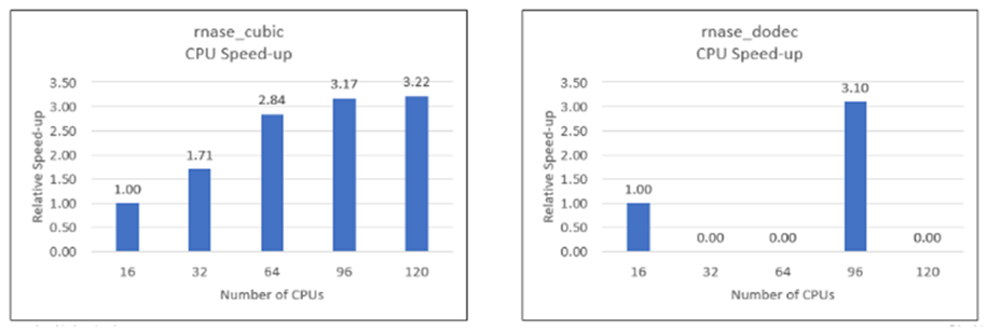 rnase_cubic
CPU Speed-up
3.50
3.00
2.50
2.00
1.50
1.00
0.50
0.00
Relative Speed-up
1.00
1.71
2.84
3.17
3.22
16 32 64 96 120
Number of CPUs
rnase_dodec
CPU Speed-up
3.50
3.00
2.50
2.00
1.50
1.00
0.50
0.00
Relative Speed-up
1.00
0.00
0.00
3.10
0.00
16 32 64 96 120
Number of CPUs